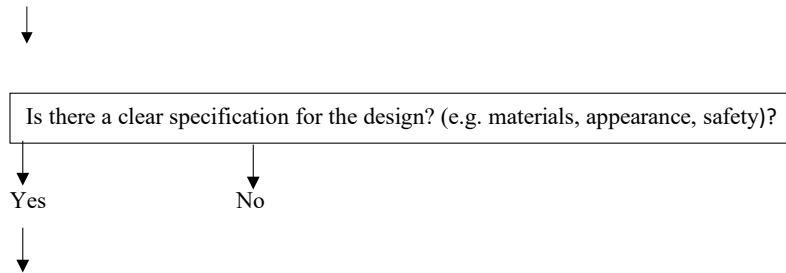 Is there a clear specification for the design? (e.g. materials, appearance, safety)?
Yes No